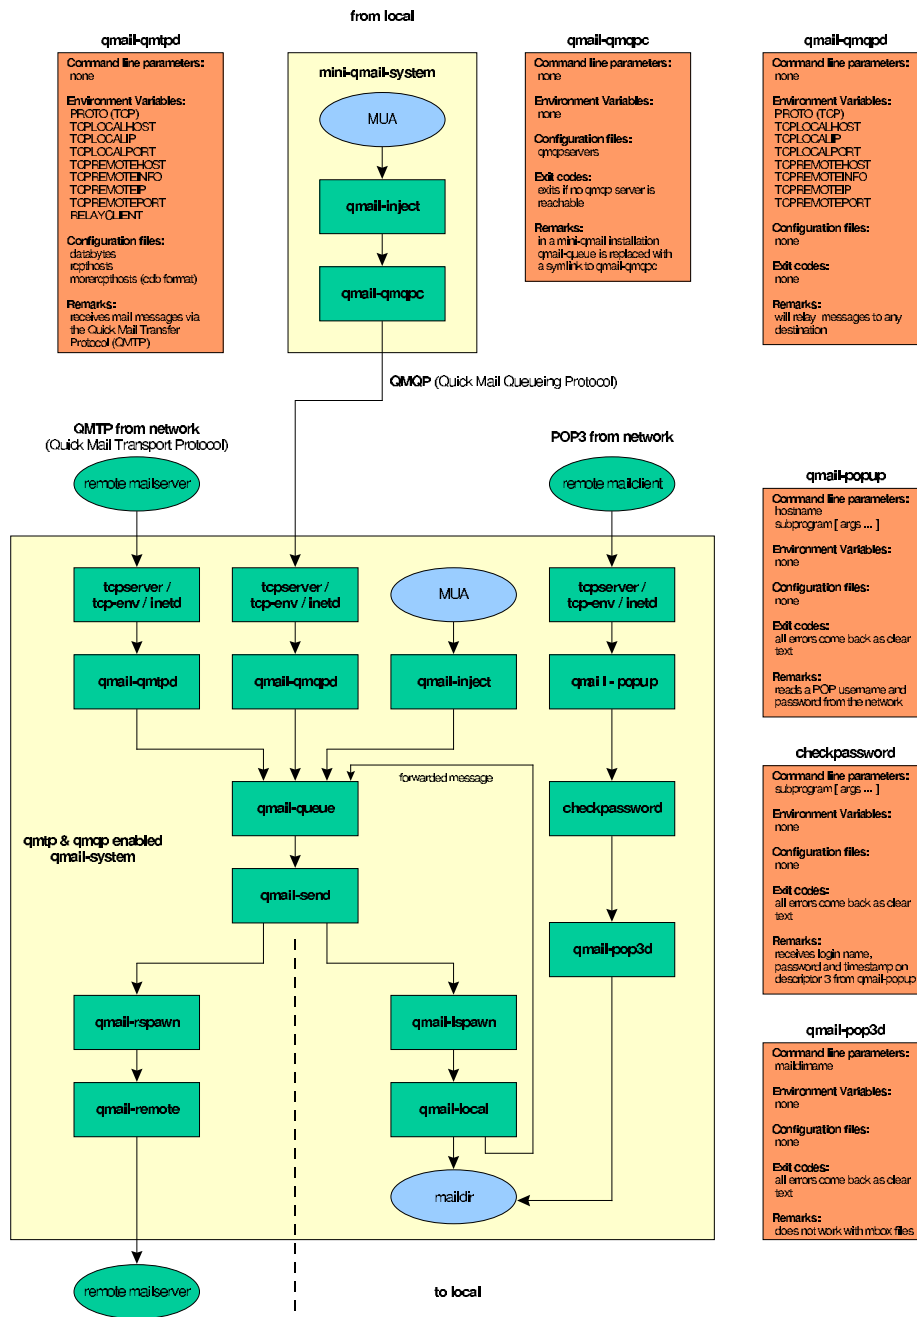 from local
qmail-qmtpd
Command line parameters:
none
Environment Variables:
PROTO (TCP)
TCPLOCALHOST
TCPLOCALIP
TCPLOCALPORT
TCPREMOTEHOST
TCPREMOTEINFO
TCPREMOTEIP
TCPREMOTEPORT
RELAYCLIENT
Configuration files:
databytes
rcpthosts
morercpthosts (cdb format)
Remarks:
receives mail messages via
the Quick Mail Transfer
Protocol (QMTP)
mini-qmail-system
MUA
qmail-inject
qmail-qmqpc
qmail-qmqpc
Command line parameters:
none
Environment Variables:
none
Configuration files:
qmqpservers
Exit codes:
exits if no qmqp server is
reachable
Remarks:
in a mini-qmail installation
qmail-queue is replaced with
a symlink to qmail-qmqpc
qmail-qmqpd
Command line parameters:
none
Environment Variables:
PROTO (TCP)
TCPLOCALHOST
TCPLOCALIP
TCPLOCALPORT
TCPREMOTEHOST
TCPREMOTEINFO
TCPREMOTEIP
TCPREMOTEPORT
Configuration files:
none
Exit codes:
none
Remarks:
will relay messages to any
destination
QMQP (Quick Mail Queueing Protocol)
QMTP from network
(Quick Mail Transport Protocol)
remote mailserver
POP3 from network
remote mailclient
tcpserver /
tcp-env / inetd
tcpserver /
tcp-env / inetd
MUA
tcpserver /
tcp-env / inetd
qmail-qmtpd
qmail-qmqpd
qmail-inject
qmail - popup
forwarded message
qmail-queue
checkpassword
qmtp & qmqp enabled
qmail-system
qmail-send
qmail-pop3d
qmail-rspawn
qmail-lspawn
qmail-remote
qmail-local
maildir
remote mailserver
to local
qmail-popup
Command line parameters:
hostname
subprogram [ args ... ]
Environment Variables:
none
Configuration files:
none
Exit codes:
all errors come back as clear
text
Remarks:
reads a POP username and
password from the network
checkpassword
Command line parameters:
subprogram [ args ... ]
Environment Variables:
none
Configuration files:
none
Exit codes:
all errors come back as clear
text
Remarks:
receives login name,
password and timestamp on
descriptor 3 from qmail-popup
qmail-pop3d
Command line parameters:
maildirname
Environment Variables:
none
Configuration files:
none
Exit codes:
all errors come back as clear
text
Remarks:
does not work with mbox files